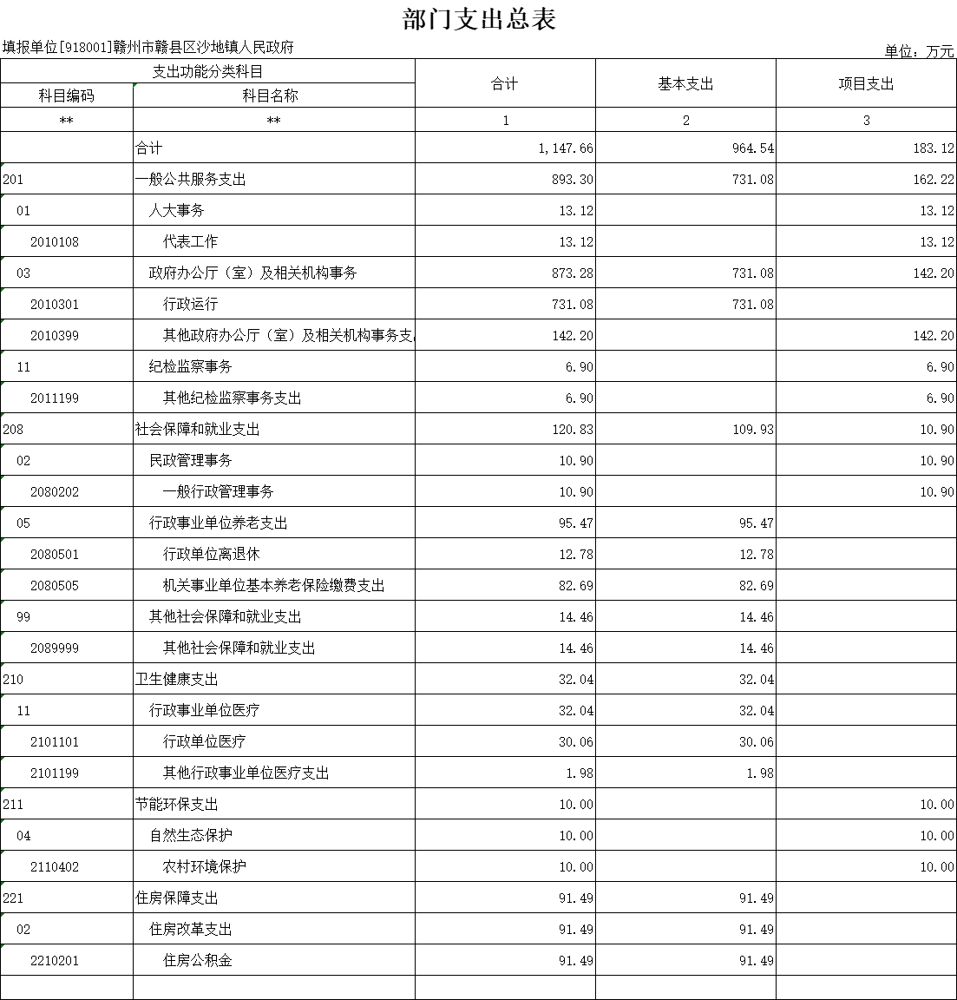 部门支出总表
填报单位[918001]赣州市赣县区沙地镇人民政府 单位：万元
支出功能分类科目 合计 基本支出 项目支出
科目编码 科目名称
** ** 1 2 3
合计 1,147.66 964.54 183.12
201 一般公共服务支出 893.30 731.08 162.22
01 人大事务 13.12 13.12
2010108 代表工作 13.12 13.12
03 政府办公厅（室）及相关机构事务 873.28 731.08 142.20
2010301 行政运行 731.08 731.08
2010399 其他政府办公厅（室）及相关机构事务支 142.20 142.20
11 纪检监察事务 6.90 6.90
2011199 其他纪检监察事务支出 6.90 6.90
208 社会保障和就业支出 120.83 109.93 10.90
02 民政管理事务 10.90 10.90
2080202 一般行政管理事务 10.90 10.90
05 行政事业单位养老支出 95.47 95.47
2080501 行政单位离退休 12.78 12.78
2080505 机关事业单位基本养老保险缴费支出 82.69 82.69
99 其他社会保障和就业支出 14.46 14.46
2089999 其他社会保障和就业支出 14.46 14.46
210 卫生健康支出 32.04 32.04
11 行政事业单位医疗 32.04 32.04
2101101 行政单位医疗 30.06 30.06
2101199 其他行政事业单位医疗支出 1.98 1.98
211 节能环保支出 10.00 10.00
04 自然生态保护 10.00 10.00
2110402 农村环境保护 10.00 10.00
221 住房保障支出 91.49 91.49
02 住房改革支出 91.49 91.49
2210201 住房公积金 91.49 91.49